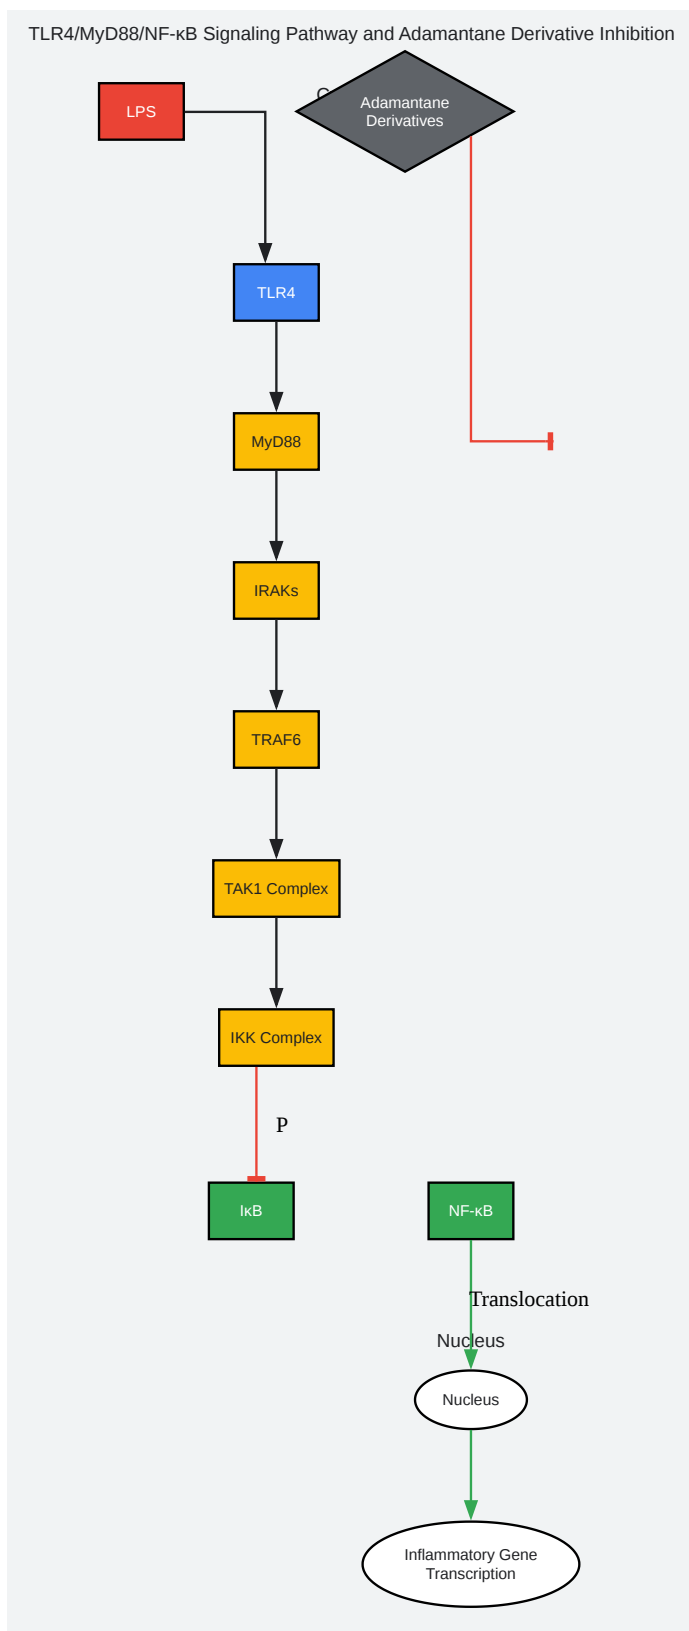 TLR4/MyD88/NF-κB Signaling Pathway and Adamantane Derivative Inhibition
LPS
Adamantane
Derivatives
TLR4
MyD88
IRAKs
TRAF6
TAK1 Complex
IKK Complex
P
IκB
NF-κB
Translocation
Nucleus
Nucleus
Inflammatory Gene
Transcription